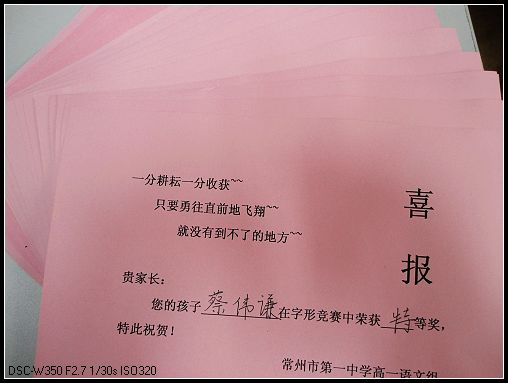 喜报
一分耕耘一分收获~~
只要勇往直前地飞翔~~
就没有到不了的地方~~
贵家长：
您的孩子蔡伟谦在字形竞赛中荣获特等奖，
特此祝贺！
常州市第一中学高一语文组
DSC-W350 F2.7 1/30s ISO320